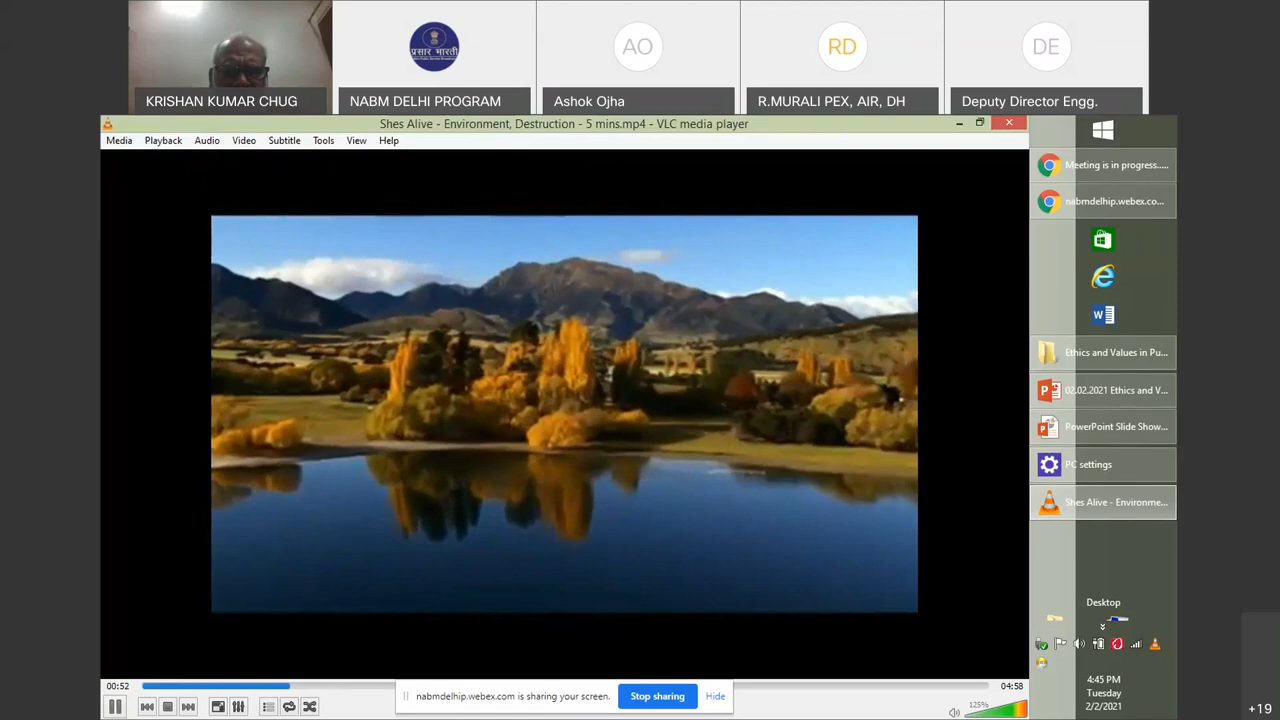 प्रसार भारती
AO
RD
DE
KRISHAN KUMAR CHUG
NABM DELHI PROGRAM
Ashok Ojha
R.MURALI PEX, AIR, DH
Deputy Director Engg.
Shes Alive - Environment, Destruction - 5 mins.mp4 - VLC media player
Media Playback Audio Video Subtitle Tools View Help
Meeting is in progress.....
nabmdelhip.webex.co...
Ethics and Values in Pu...
02.02.2021 Ethics and V...
PowerPoint Slide Show...
PC settings
Shes Alive - Environme...
Desktop
4:45 PM
Tuesday
2/2/2021
00:52
04:58
nabmdelhip.webex.com is sharing your screen.
Stop sharing
Hide
125%
+19